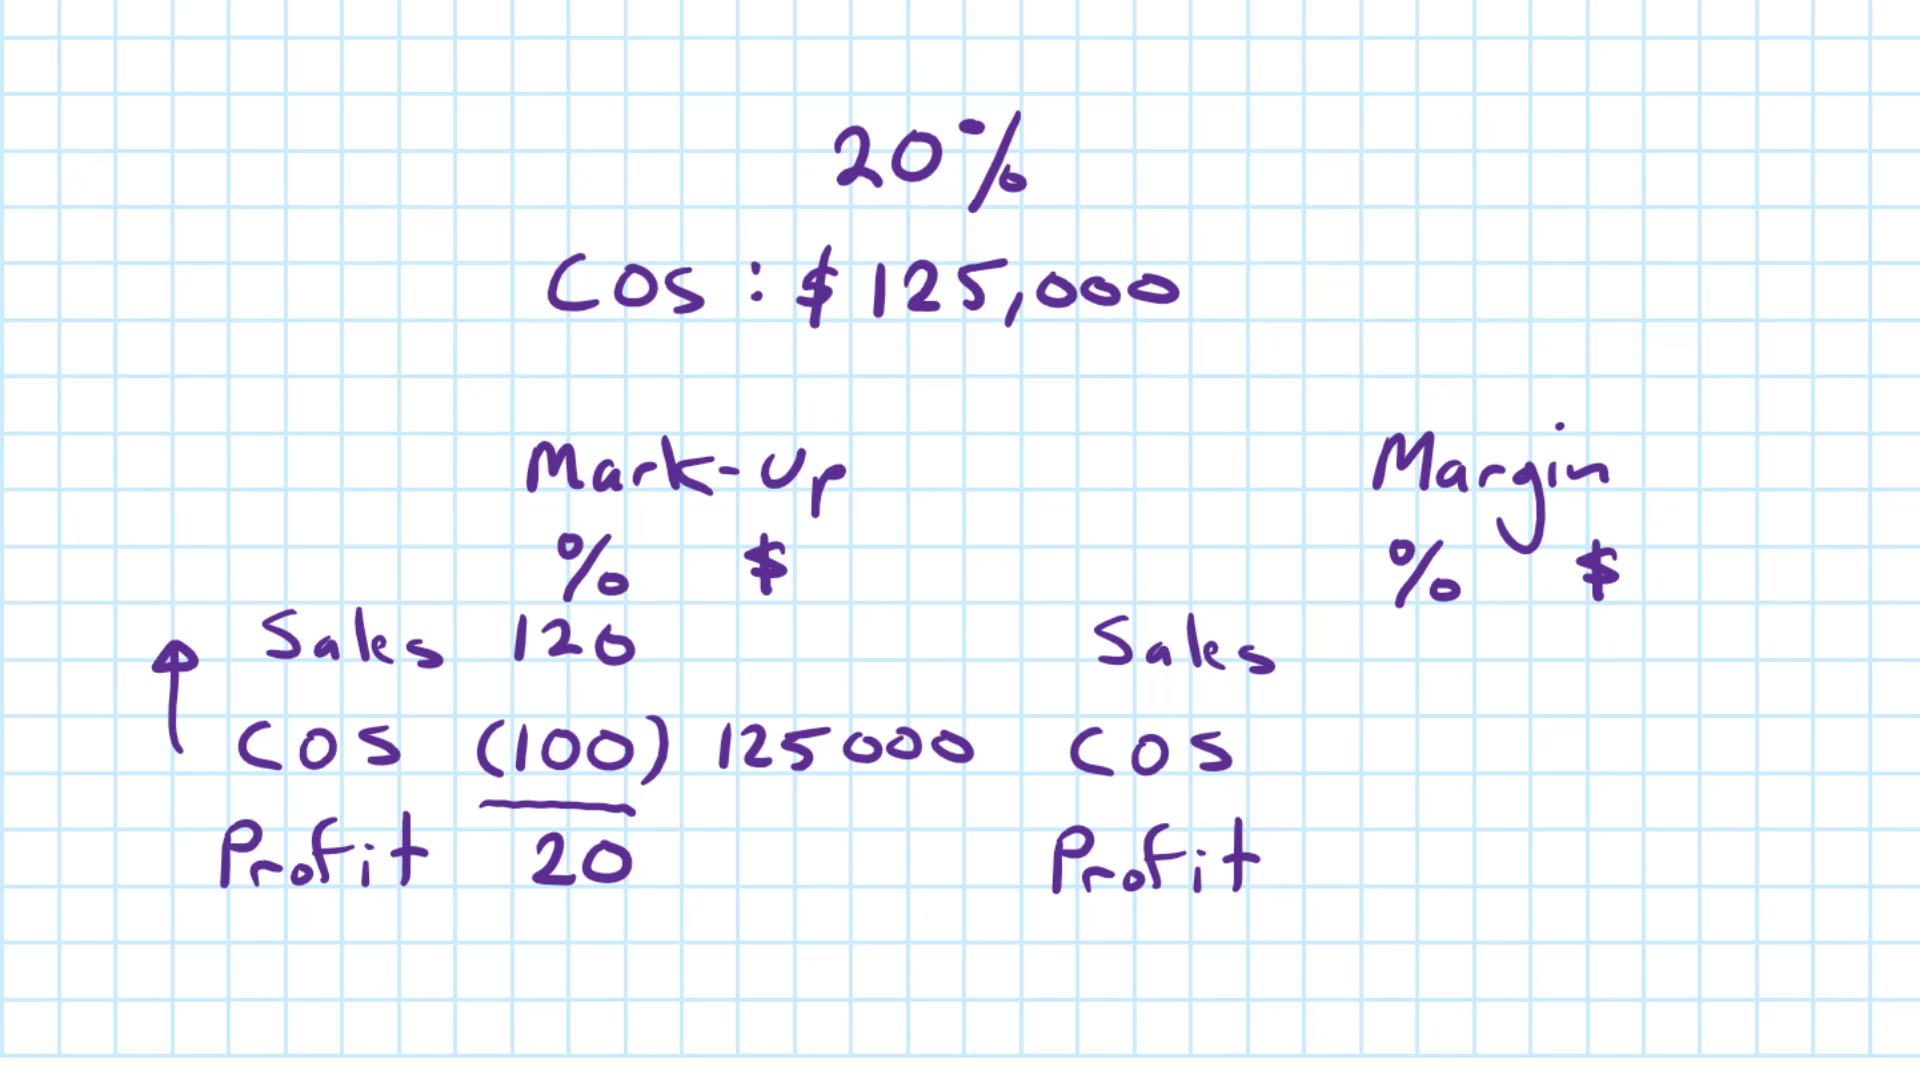 20%
COS : $125,000
Mark-Up Margin
% $ % $
Sales 120 Sales
COS (100) 125000 COS
Profit 20 Profit